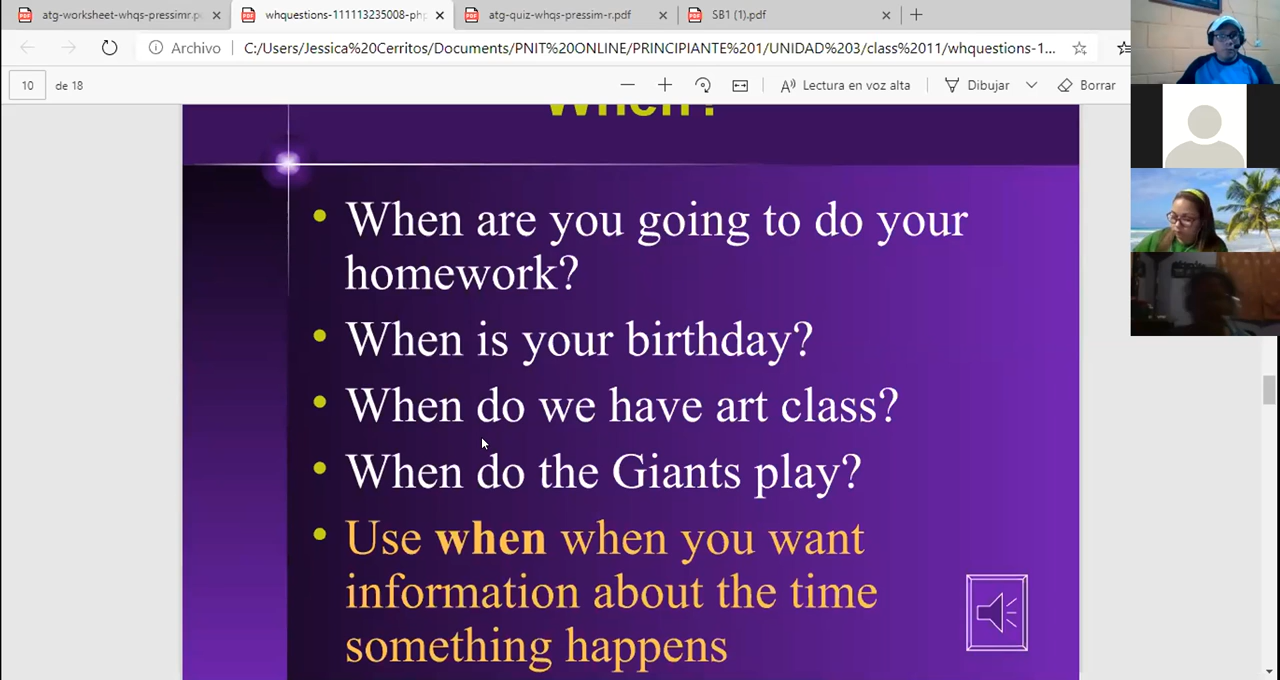 atg-worksheet-whqs-pressimr.p
whquestions-111113235008-ph
atg-quiz-whqs-pressim-r.pdf
SB1 (1).pdf
Archivo
C:/Users/Jessica%20Cerritos/Documents/PNIT%20ONLINE/PRINCIPIANTE%201/UNIDAD%203/class%2011/whquestions-1...
10 de 18
Lectura en voz alta
Dibujar
Borrar
When?
• When are you going to do your
homework?
• When is your birthday?
• When do we have art class?
• When do the Giants play?
• Use when when you want
information about the time
something happens